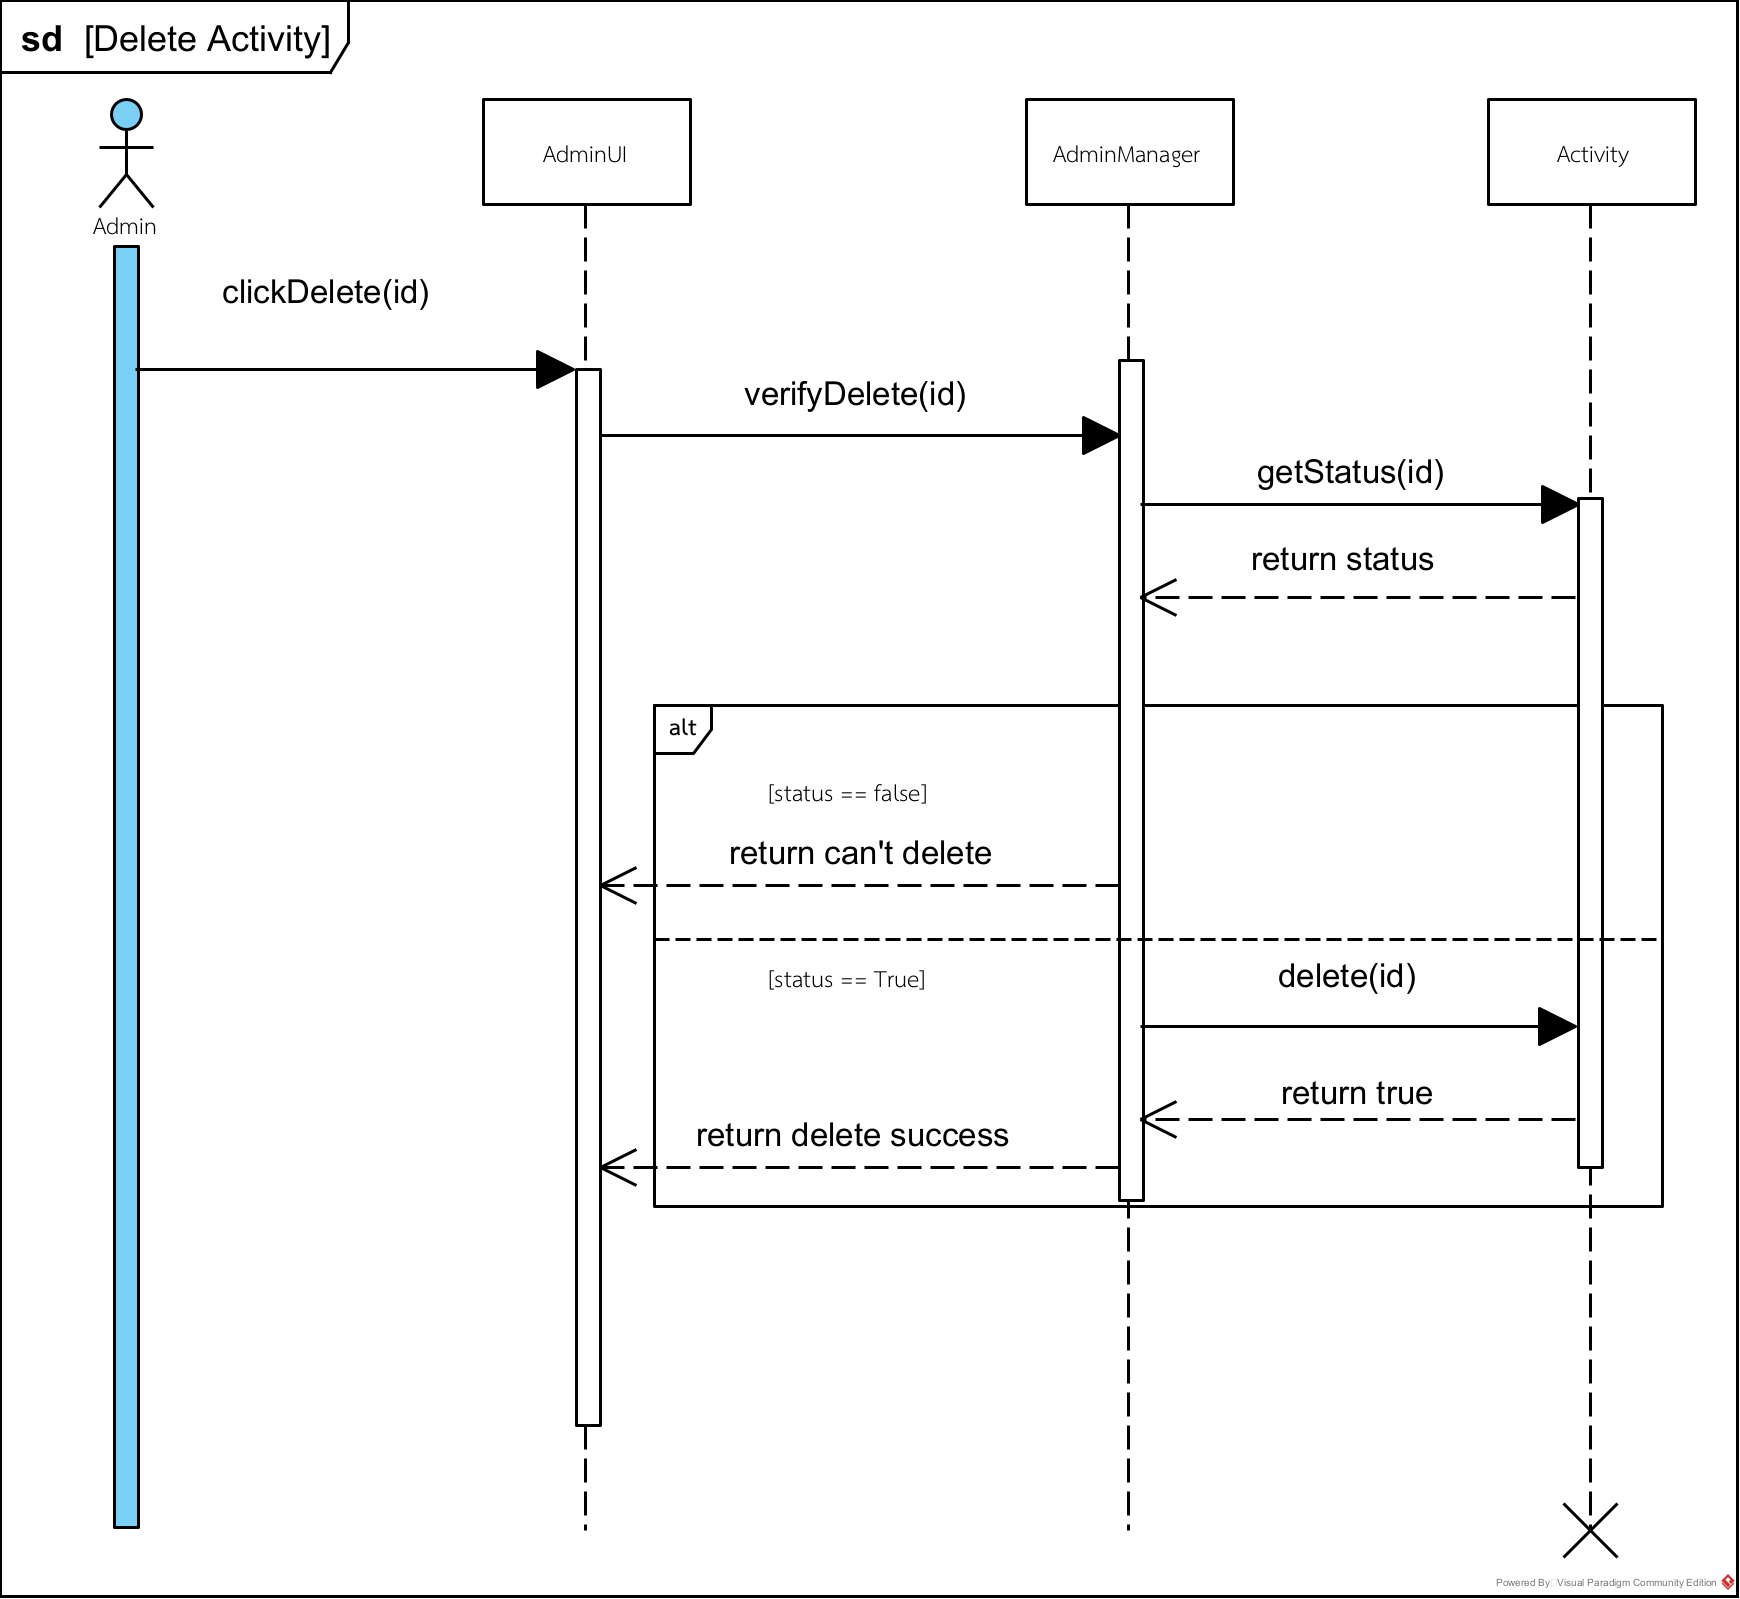 sd [Delete Activity]
Admin
AdminUI
AdminManager
Activity
clickDelete(id)
verifyDelete(id)
getStatus(id)
return status
alt
[status == false]
return can't delete
[status == True]
delete(id)
return true
return delete success
Powered By Visual Paradigm Community Edition